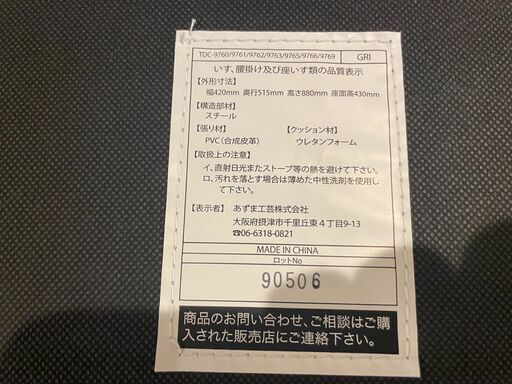 TDC-9760/9761/9762/9763/9765/9766/9769 GRI
いす、腰掛け及び座いす類の品質表示
【外形寸法】
幅420mm 奥行515mm 高さ880mm 座面高430mm
【構造部材】
スチール
【張り材】 【クッション材】
PVC(合成皮革) ウレタンフォーム
【取扱上の注意】
イ、直射日光またストーブ等の熱を避けて下さい。
ロ、汚れを落とす場合は薄めた中性洗剤を使用し
て下さい。
【表示者】 あずま工芸株式会社
大阪府摂津市千里丘東4丁目9-13
☎06-6318-0821
MADE IN CHINA
ロットNo
90506
商品のお問い合わせ、ご相談はご購
入された販売店にご連絡下さい。